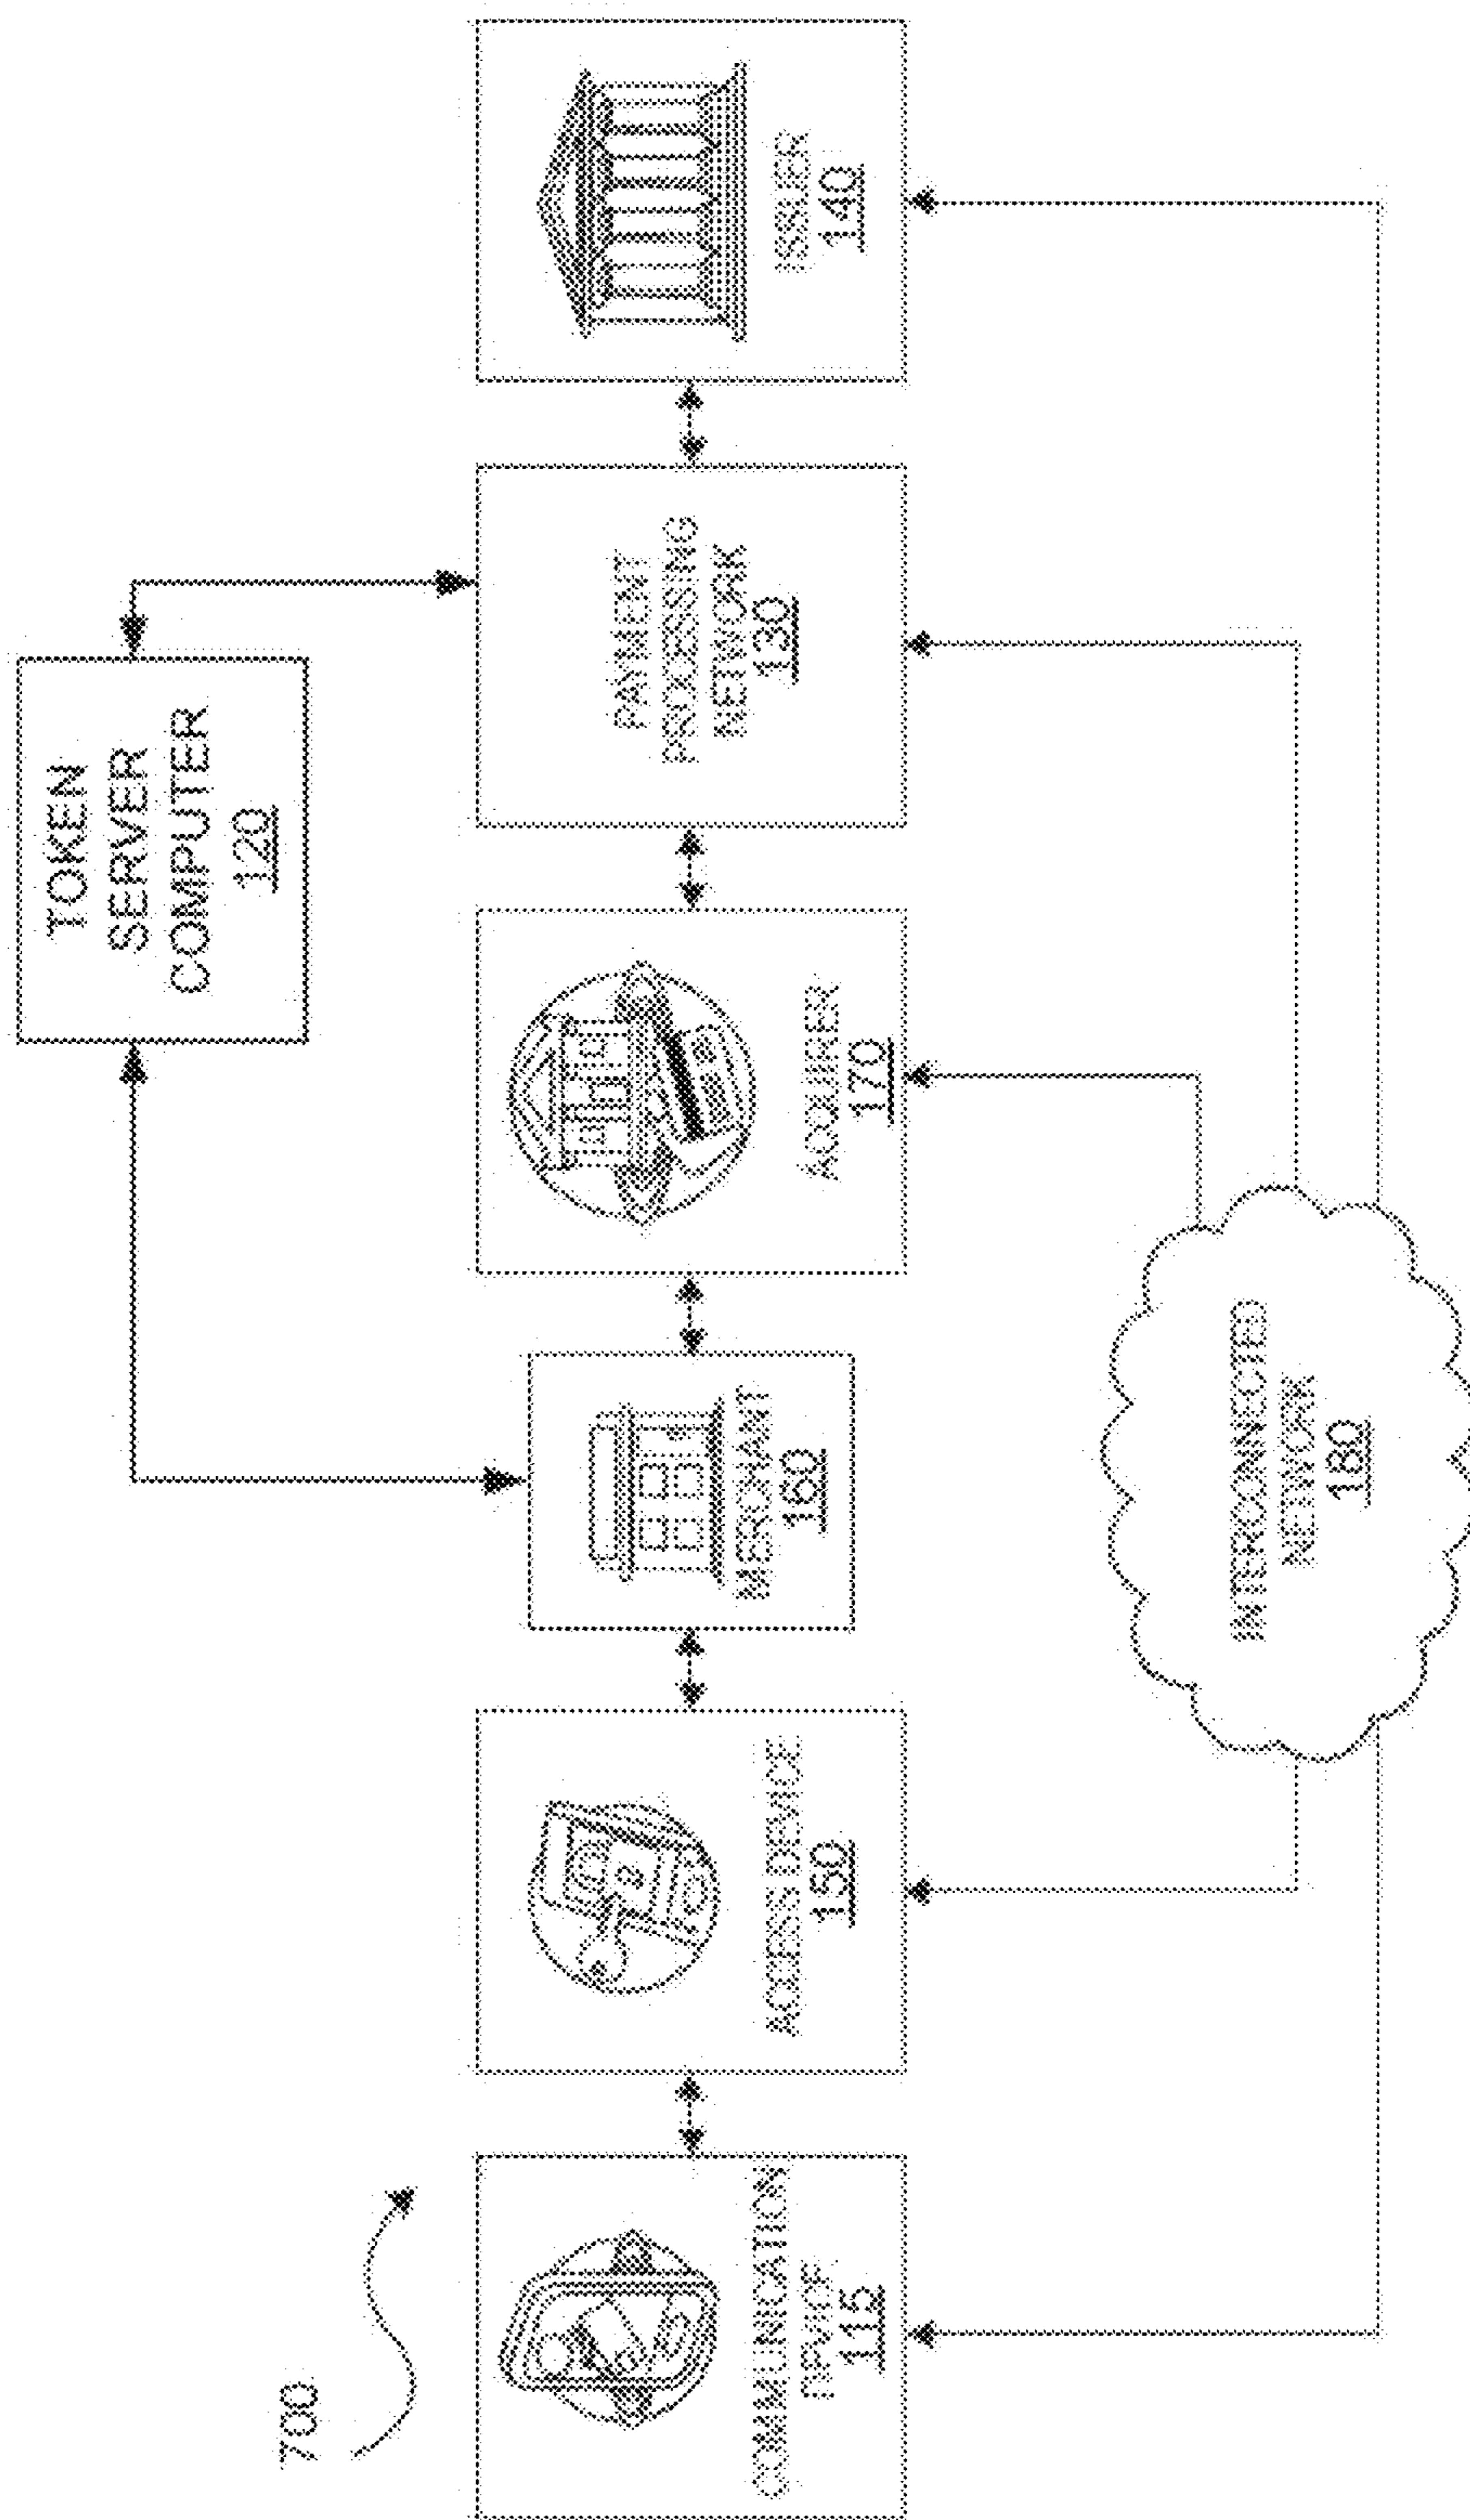 700
TOKEN
SERVER
COMPUTER
120
COMMUNICATION
DEVICE
115
ACCESS DEVICE
150
MERCHANT
160
ACQUIRER
170
PAYMENT
PROCESSING
NETWORK
130
ISSUER
140
INTERCONNECTED
NETWORK
180